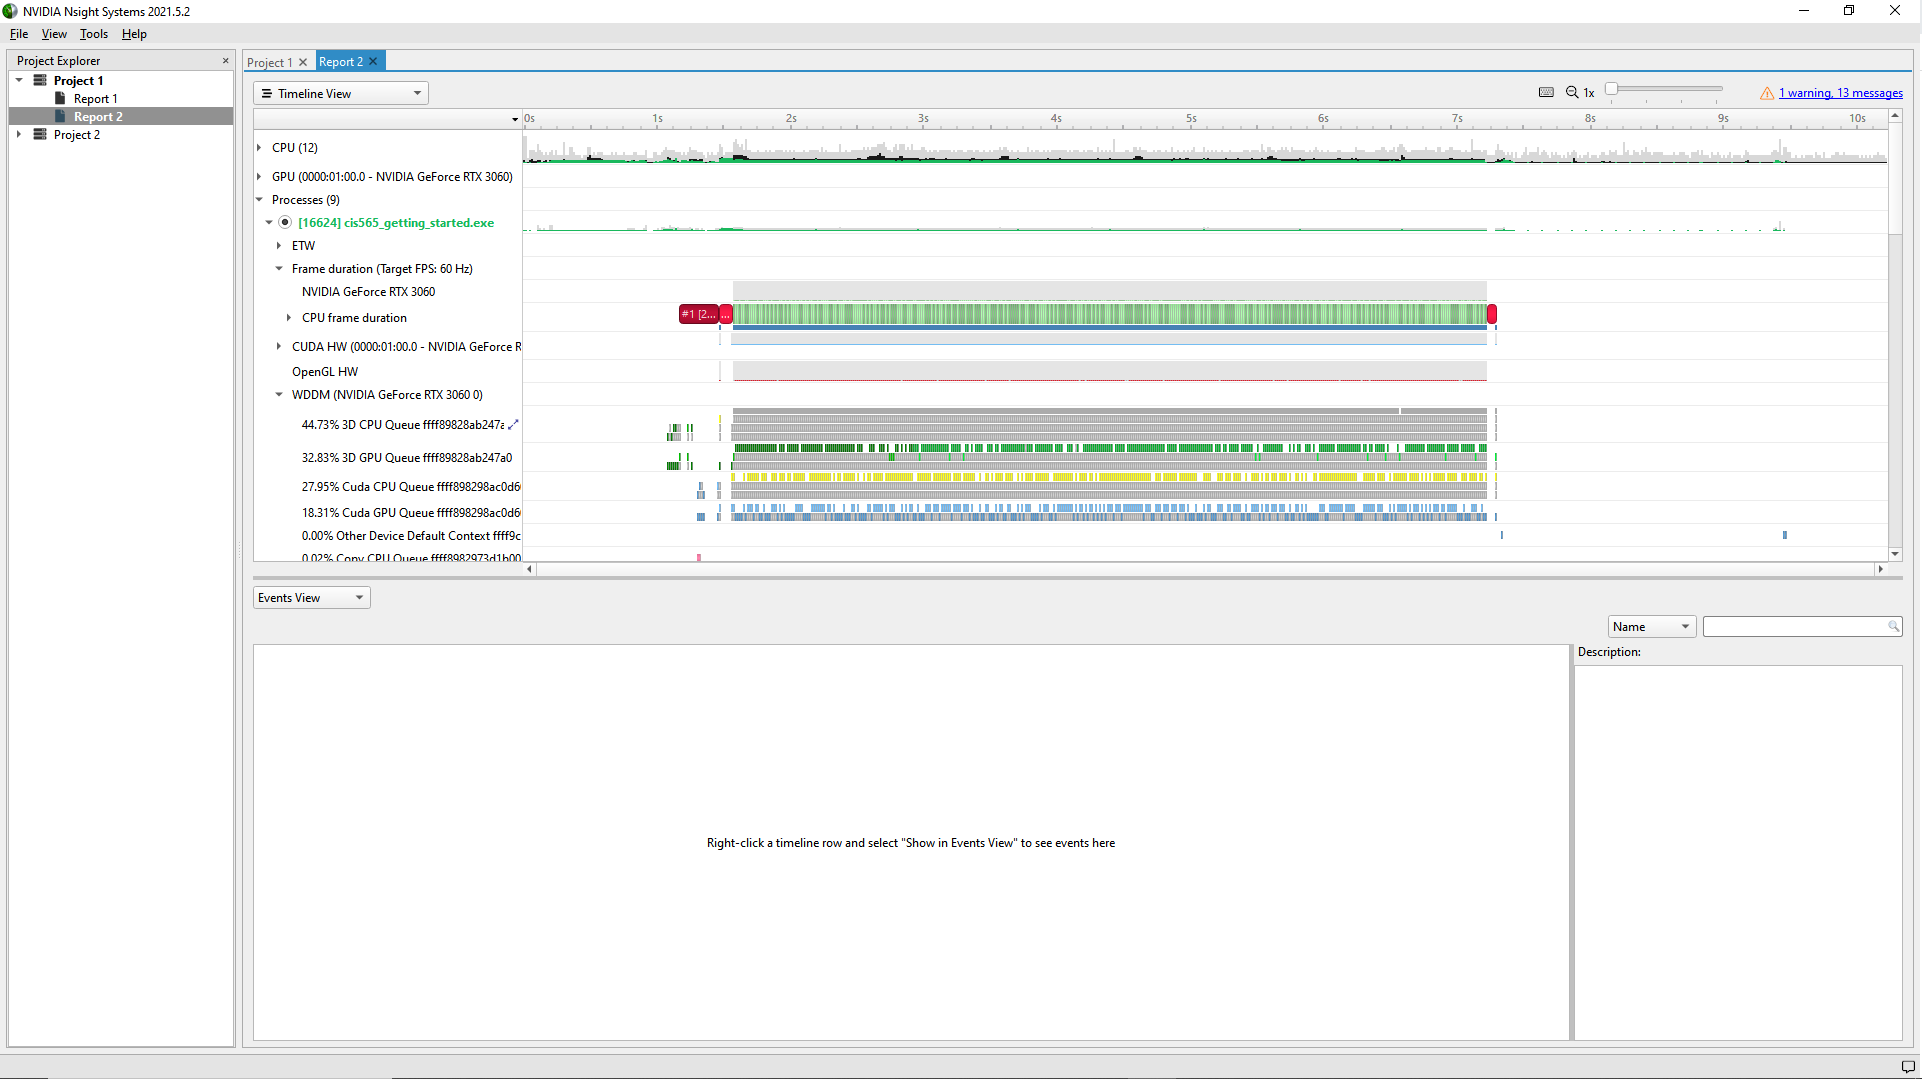 NVIDIA Nsight Systems 2021.5.2
File View Tools Help
Project Explorer
Project 1
Report 1
Report 2
Project 2
Project 1 Report 2
Timeline View
1x
1 warning, 13 messages
0s 1s 2s 3s 4s 5s 6s 7s 8s 9s 10s
CPU (12)
GPU (0000:01:00.0 - NVIDIA GeForce RTX 3060)
Processes (9)
[16624] cis565_getting_started.exe
ETW
Frame duration (Target FPS: 60 Hz)
NVIDIA GeForce RTX 3060
#1 [2... ...
CPU frame duration
CUDA HW (0000:01:00.0 - NVIDIA GeForce R
OpenGL HW
WDDM (NVIDIA GeForce RTX 3060 0)
44.73% 3D CPU Queue ffff89828ab247a
32.83% 3D GPU Queue ffff89828ab247a0
27.95% Cuda CPU Queue ffff898298ac0d6
18.31% Cuda GPU Queue ffff898298ac0d6
0.00% Other Device Default Context ffff9c
0.02% Copy CPU Queue ffff8982973d1b00
Events View
Name
Description:
Right-click a timeline row and select "Show in Events View" to see events here